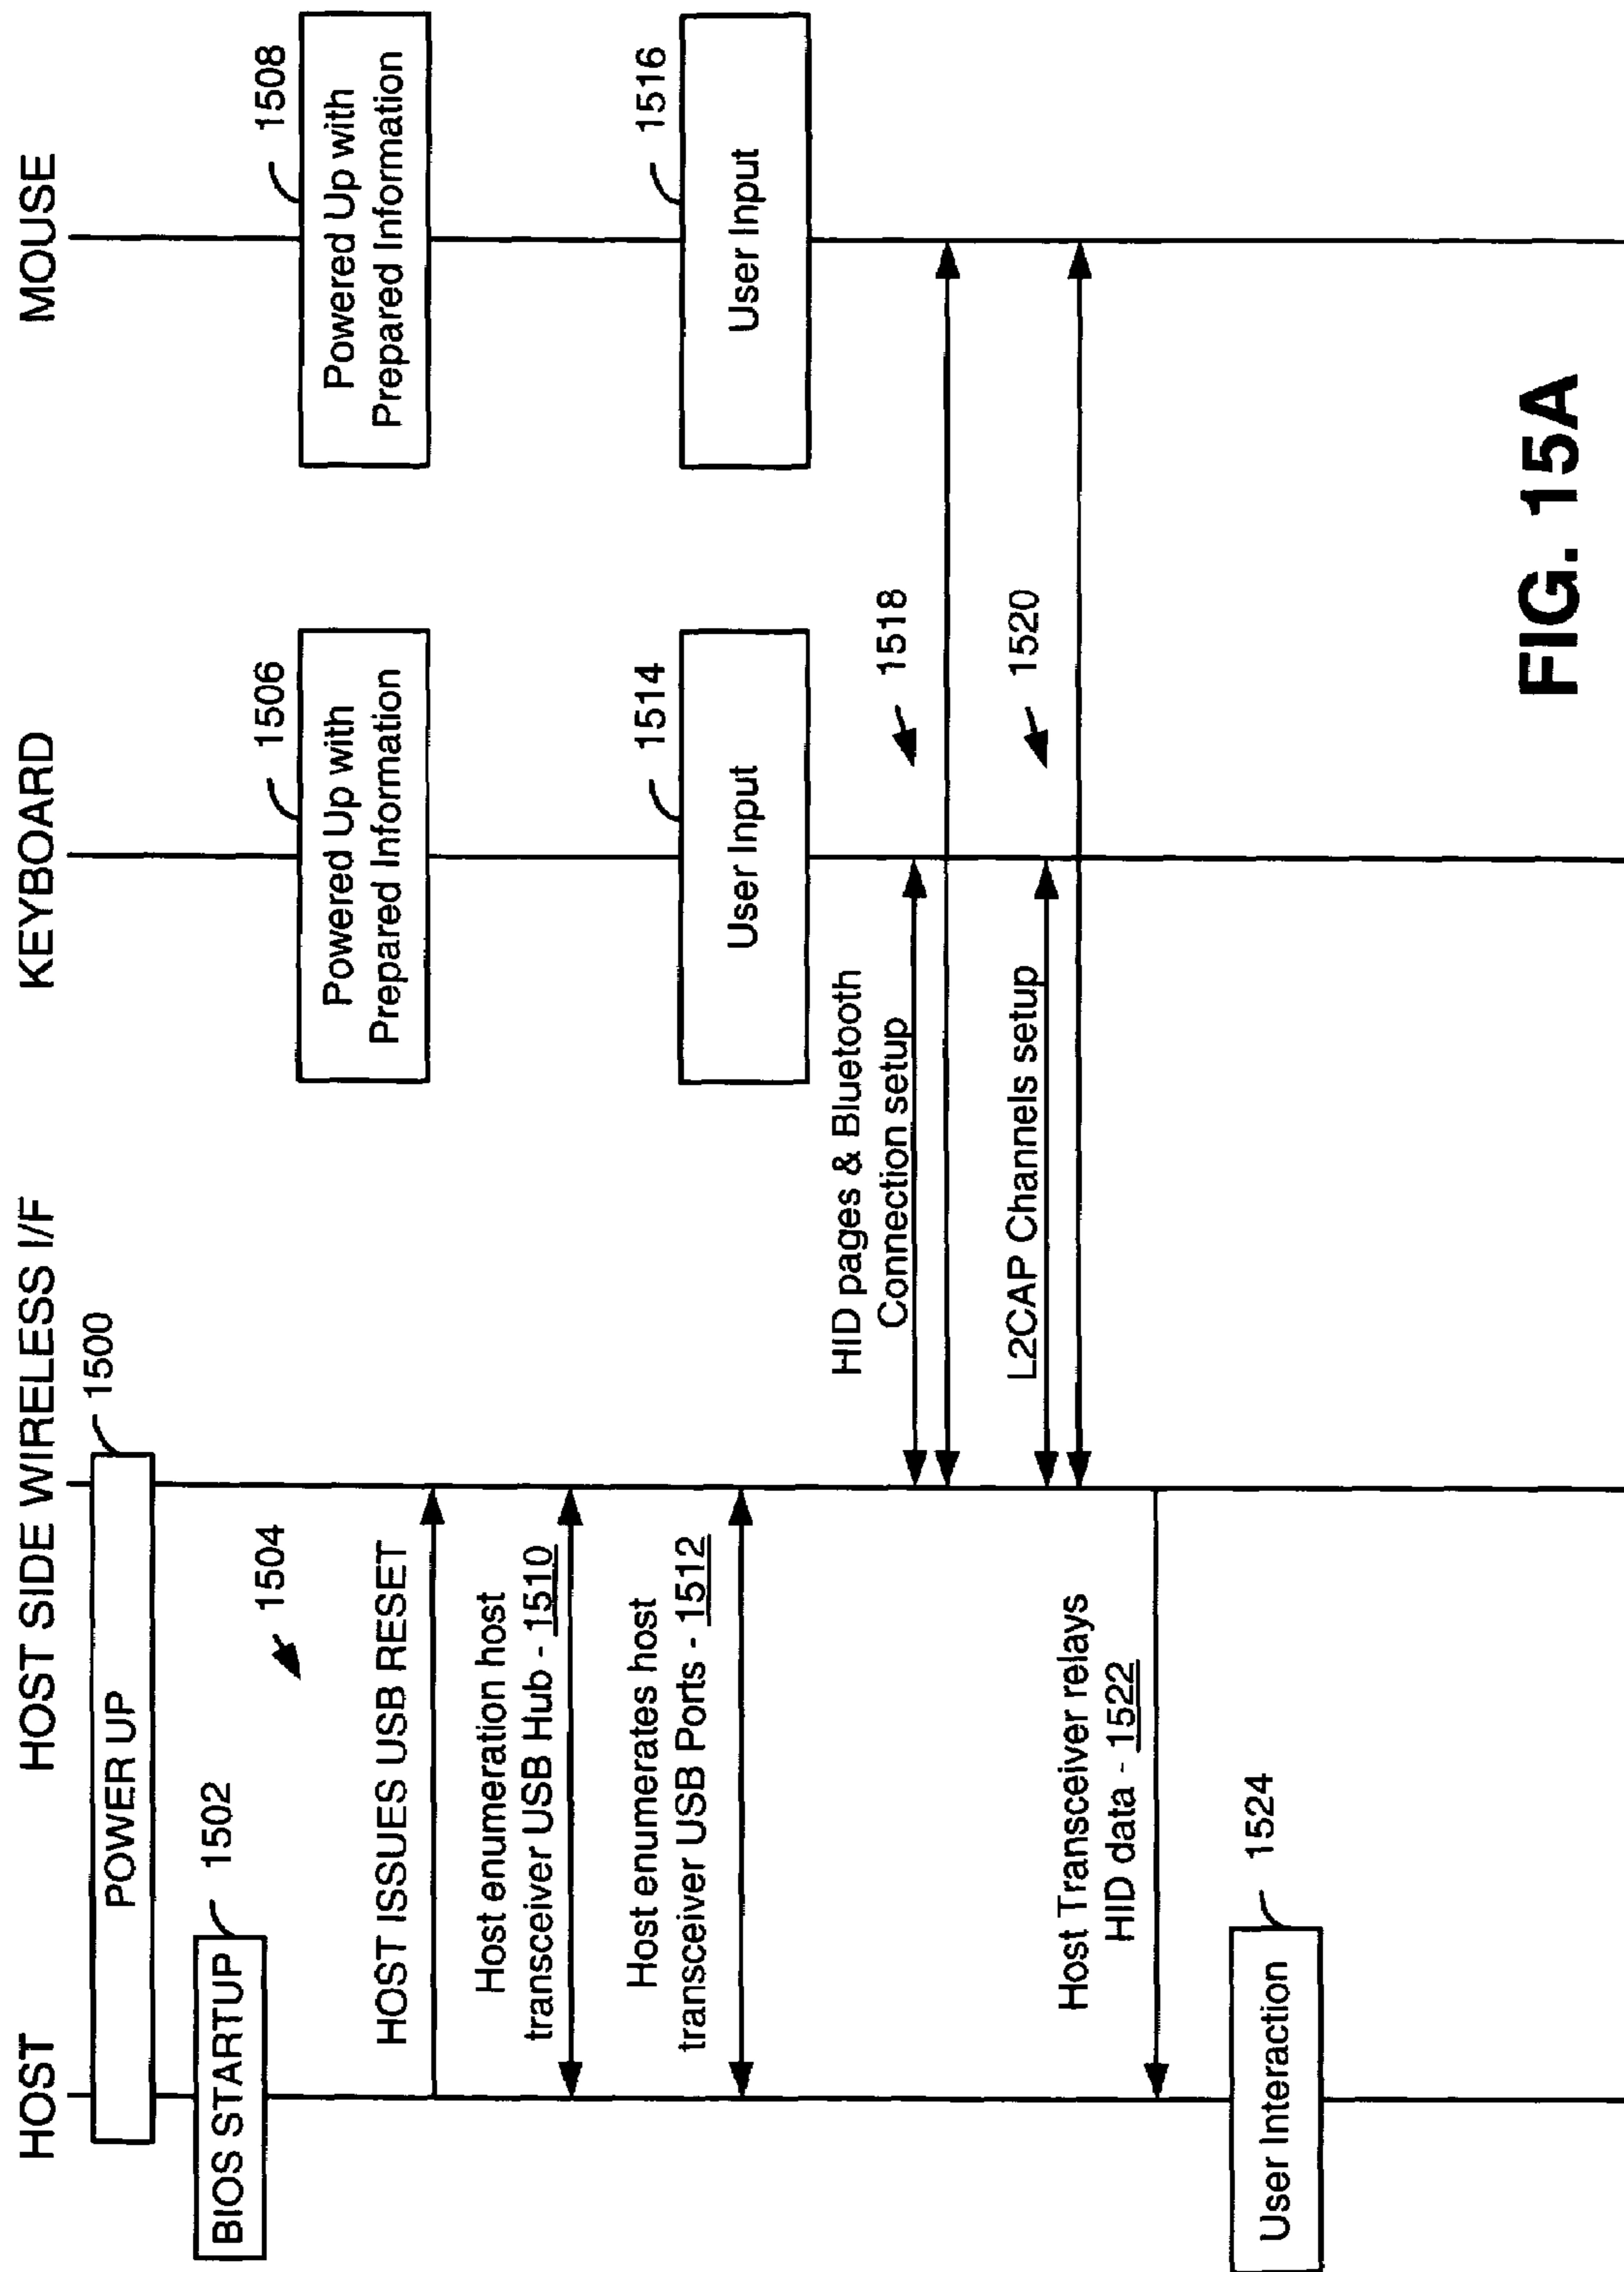 HOST
HOST SIDE WIRELESS I/F
KEYBOARD
MOUSE
POWER UP
1500
BIOS STARTUP
1502
1504
1506
1508
Powered Up with
Prepared Information
Powered Up with
Prepared Information
HOST ISSUES USB RESET
Host enumeration host
transceiver USB Hub - 1510
Host enumerates host
transceiver USB Ports - 1512
1514
1516
User Input
User Input
HID pages & Bluetooth
Connection setup
1518
L2CAP Channels setup
1520
Host Transceiver relays
HID data - 1522
User Interaction
1524
FIG. 15A